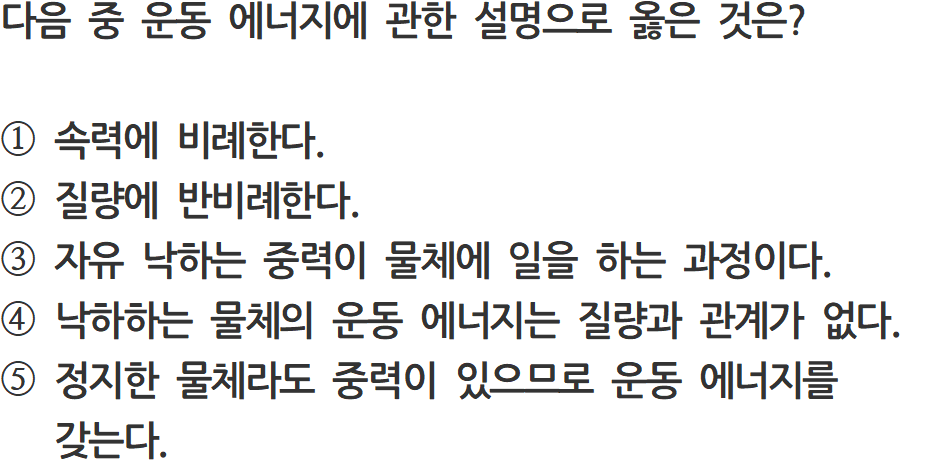 다음 중 운동 에너지에 관한 설명으로 옳은 것은?
① 속력에 비례한다.
② 질량에 반비례한다.
③ 자유 낙하는 중력이 물체에 일을 하는 과정이다.
④ 낙하하는 물체의 운동 에너지는 질량과 관계가 없다.
⑤ 정지한 물체라도 중력이 있으므로 운동 에너지를
갖는다.